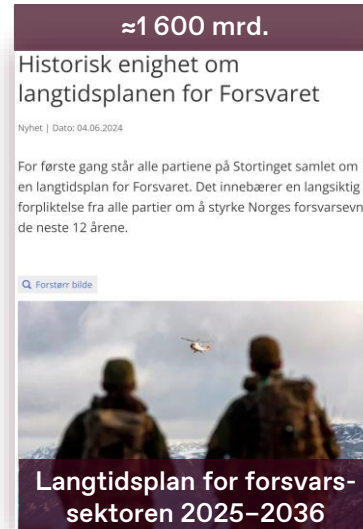 ≈1 600 mrd.
Historisk enighet om
langtidsplanen for Forsvaret
Nyhet | Dato: 04.06.2024
For første gang står alle partiene på Stortinget samlet om
en langtidsplan for Forsvaret. Det innebærer en langsiktig
forpliktelse fra alle partier om å styrke Norges forsvarsevn
de neste 12 årene.
Forstørr bilde
Langtidsplan for forsvars-
sektoren 2025–2036